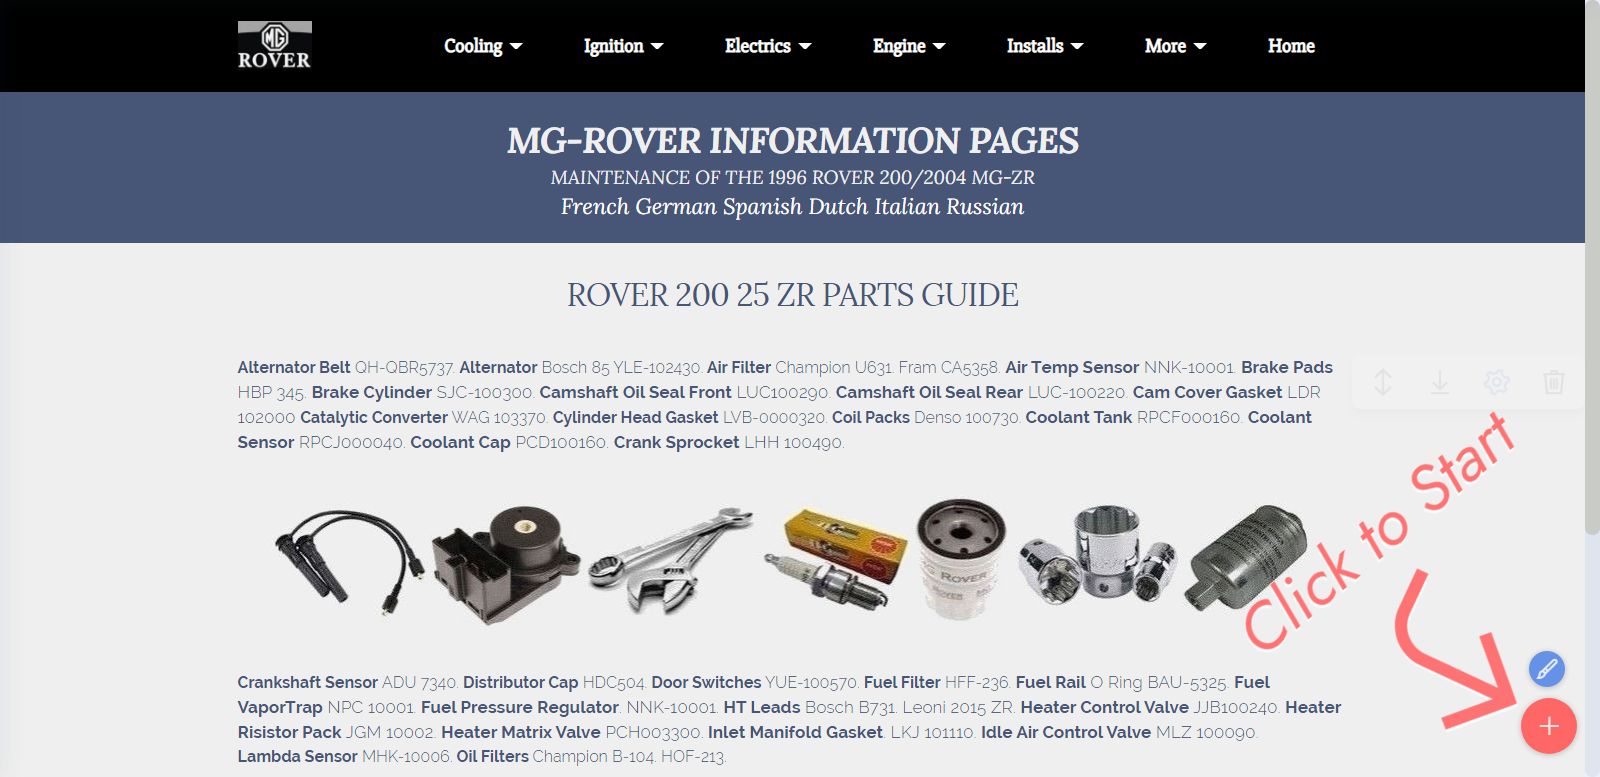 MG
ROVER
Cooling Ignition Electrics Engine Installs More Home
MG-ROVER INFORMATION PAGES
MAINTENANCE OF THE 1996 ROVER 200/2004 MG-ZR
French German Spanish Dutch Italian Russian
ROVER 200 25 ZR PARTS GUIDE
Alternator Belt QH-QBR5737. Alternator Bosch 85 YLE-102430. Air Filter Champion U631. Fram CA5358. Air Temp Sensor NNK-10001. Brake Pads
HBP 345. Brake Cylinder SJC-100300. Camshaft Oil Seal Front LUC100290. Camshaft Oil Seal Rear LUC-100220. Cam Cover Gasket LDR
102000 Catalytic Converter WAG 103370. Cylinder Head Gasket LVB-0000320. Coil Packs Denso 100730. Coolant Tank RPCF000160. Coolant
Sensor RPCJ000040. Coolant Cap PCD100160. Crank Sprocket LHH 100490.
ROVER
Click to Start
Crankshaft Sensor ADU 7340. Distributor Cap HDC504. Door Switches YUE-100570. Fuel Filter HFF-236. Fuel Rail O Ring BAU-5325. Fuel
VaporTrap NPC 10001. Fuel Pressure Regulator. NNK-10001. HT Leads Bosch B731. Leoni 2015 ZR. Heater Control Valve JJB100240. Heater
Risistor Pack JGM 10002. Heater Matrix Valve PCH003300. Inlet Manifold Gasket. LKJ 101110. Idle Air Control Valve MLZ 100090.
Lambda Sensor MHK-10006. Oil Filters Champion B-104. HOF-213.